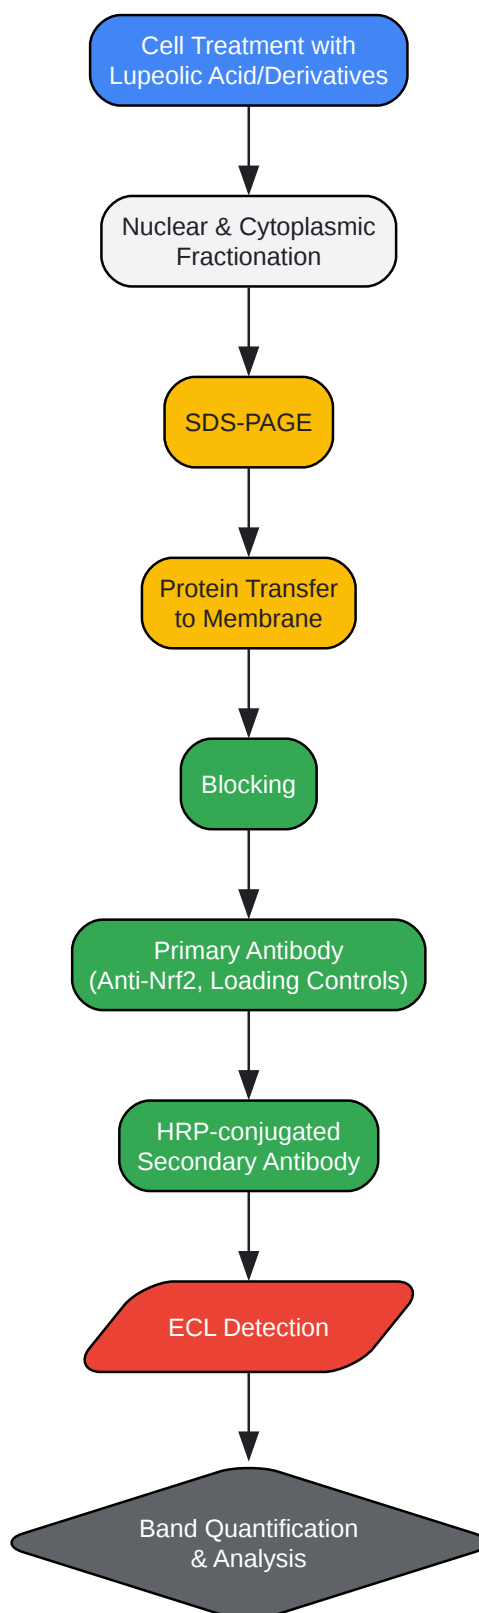 Cell Treatment with
Lupeolic Acid/Derivatives
Nuclear & Cytoplasmic
Fractionation
SDS-PAGE
Protein Transfer
to Membrane
Blocking
Primary Antibody
(Anti-Nrf2, Loading Controls)
HRP-conjugated
Secondary Antibody
ECL Detection
Band Quantification
& Analysis